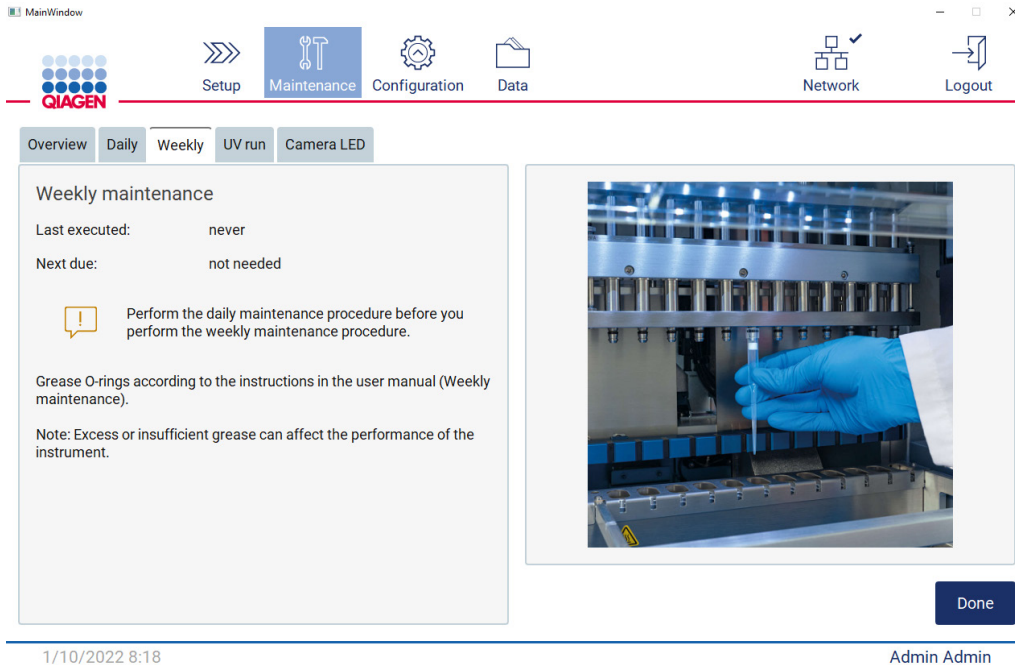 MainWindow
Setup
Maintenance
Configuration
Data
Network
Logout
QIAGEN
Overview
Daily
Weekly
UV run
Camera LED
Weekly maintenance
Last executed: never
Next due: not needed
Perform the daily maintenance procedure before you
perform the weekly maintenance procedure.
Grease O-rings according to the instructions in the user manual (Weekly
maintenance).
Note: Excess or insufficient grease can affect the performance of the
instrument.
Done
1/10/2022 8:18
Admin Admin